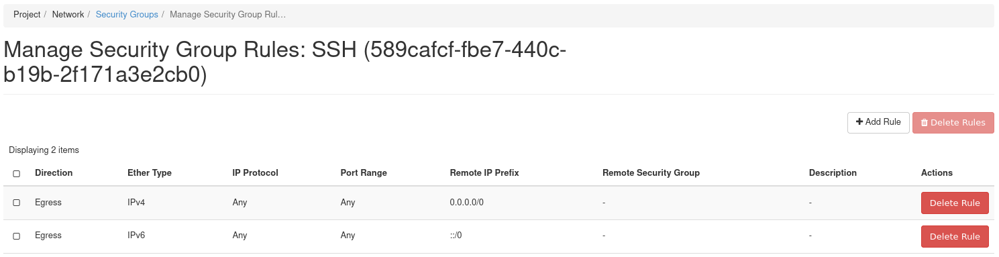 Project / Network / Security Groups / Manage Security Group Rul…
Manage Security Group Rules: SSH (589cafcf-fbe7-440c-
b19b-2f171a3e2cb0)
Add Rule Delete Rules
Displaying 2 items
Direction Ether Type IP Protocol Port Range Remote IP Prefix Remote Security Group Description Actions
Egress IPv4 Any Any 0.0.0.0/0 - - Delete Rule
Egress IPv6 Any Any ::/0 - - Delete Rule